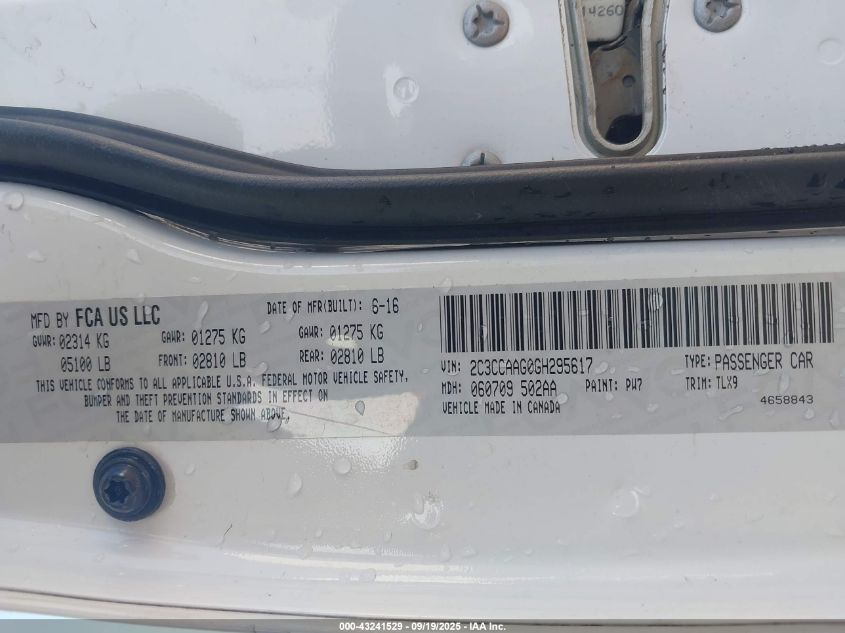 14260
MFD BY FCA US LLC
DATE OF MFR(BUILT): 6-16
GVWR: 02314 KG
GAWR: 01275 KG
GAWR: 01275 KG
05100 LB
FRONT: 02810 LB
REAR: 02810 LB
THIS VEHICLE CONFORMS TO ALL APPLICABLE U.S.A. FEDERAL MOTOR VEHICLE SAFETY,
BUMPER AND THEFT PREVENTION STANDARDS IN EFFECT ON
THE DATE OF MANUFACTURE SHOWN ABOVE.
VIN: 2C3CCAAG0GH295617
TYPE: PASSENGER CAR
MDH: 060709 502AA
PAINT: PW7
TRIM: TLX9
VEHICLE MADE IN CANADA
4658843
000-43241529 - 09/19/2025 - IAA Inc.